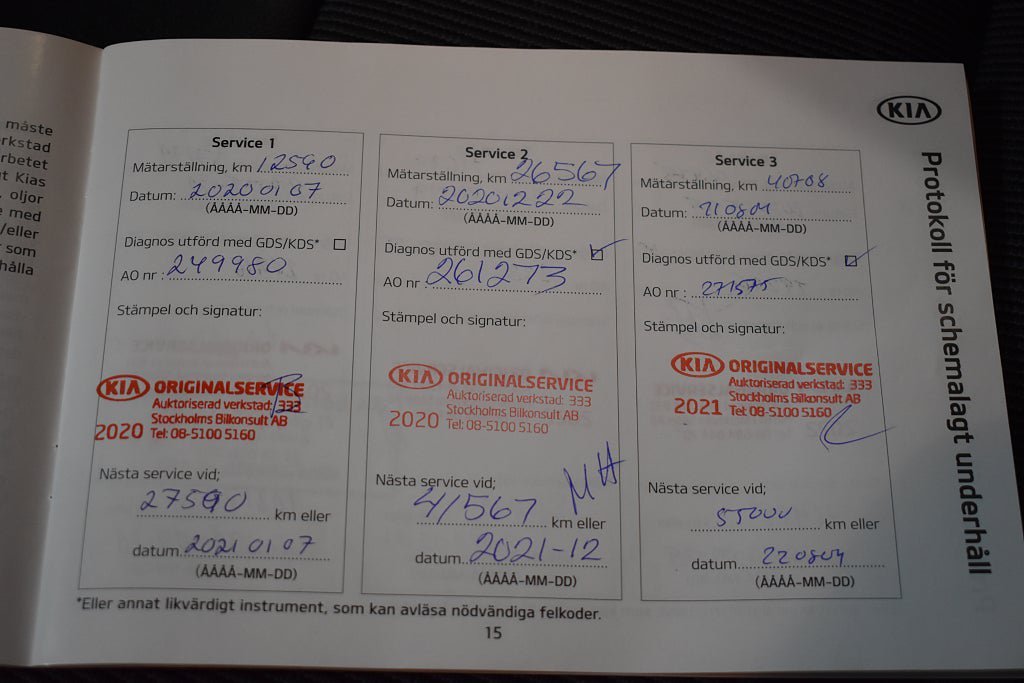 måste
rkstad
rbetet
t Kias
, oljor
e med
/eller
r som
hålla
KIA
Protokoll för schemalagt underhåll
Service 1
Mätarställning, km 12590
Datum: 20200107
(ÅÅÅÅ-MM-DD)
Diagnos utförd med GDS/KDS*
AO nr : 249980
Stämpel och signatur:
KIA ORIGINALSERVICE
Auktoriserad verkstad: 333
Stockholms Bilkonsult AB
2020 Tel: 08-5100 5160
Nästa service vid;
27590 km eller
datum 20210107
(ÅÅÅÅ-MM-DD)
Service 2
Mätarställning, km 26567
Datum: 20201222
(ÅÅÅÅ-MM-DD)
Diagnos utförd med GDS/KDS*
AO nr : 261273
Stämpel och signatur:
KIA ORIGINALSERVICE
Auktoriserad verkstad: 333
Stockholms Bilkonsult AB
2020 Tel: 08-5100 5160
MH
Nästa service vid;
41567 km eller
datum 2021-12
(ÅÅÅÅ-MM-DD)
Service 3
Mätarställning, km 40708
Datum: 210804
(ÅÅÅÅ-MM-DD)
Diagnos utförd med GDS/KDS*
AO nr : 271575
Stämpel och signatur:
KIA ORIGINALSERVICE
Auktoriserad verkstad: 333
Stockholms Bilkonsult AB
2021 Tel: 08-5100 5160
Nästa service vid;
55000 km eller
datum 220804
(ÅÅÅÅ-MM-DD)
*Eller annat likvärdigt instrument, som kan avläsa nödvändiga felkoder.
15